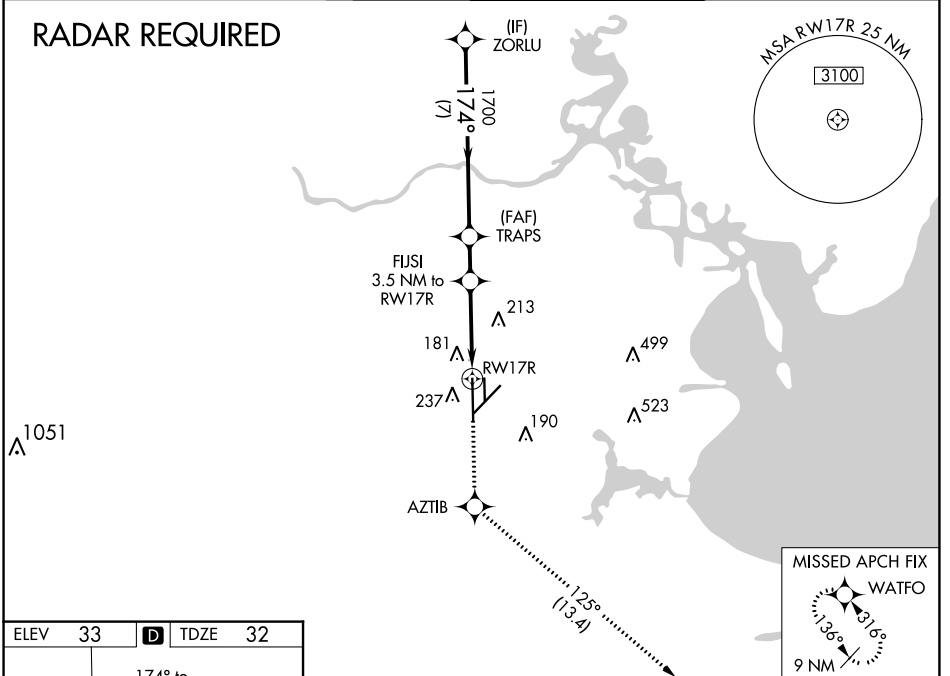 RADAR REQUIRED
(IF)
ZORLU
MSA RW17R 25 NM
3100
1700
174°
(7)
(FAF)
TRAPS
FIJSI
3.5 NM to
RW17R
213
181
499
RW17R
237
523
190
1051
AZTIB
125°
(13.4)
MISSED APCH FIX
WATFO
136°
316°
9 NM
ELEV 33 D TDZE 32
174° to